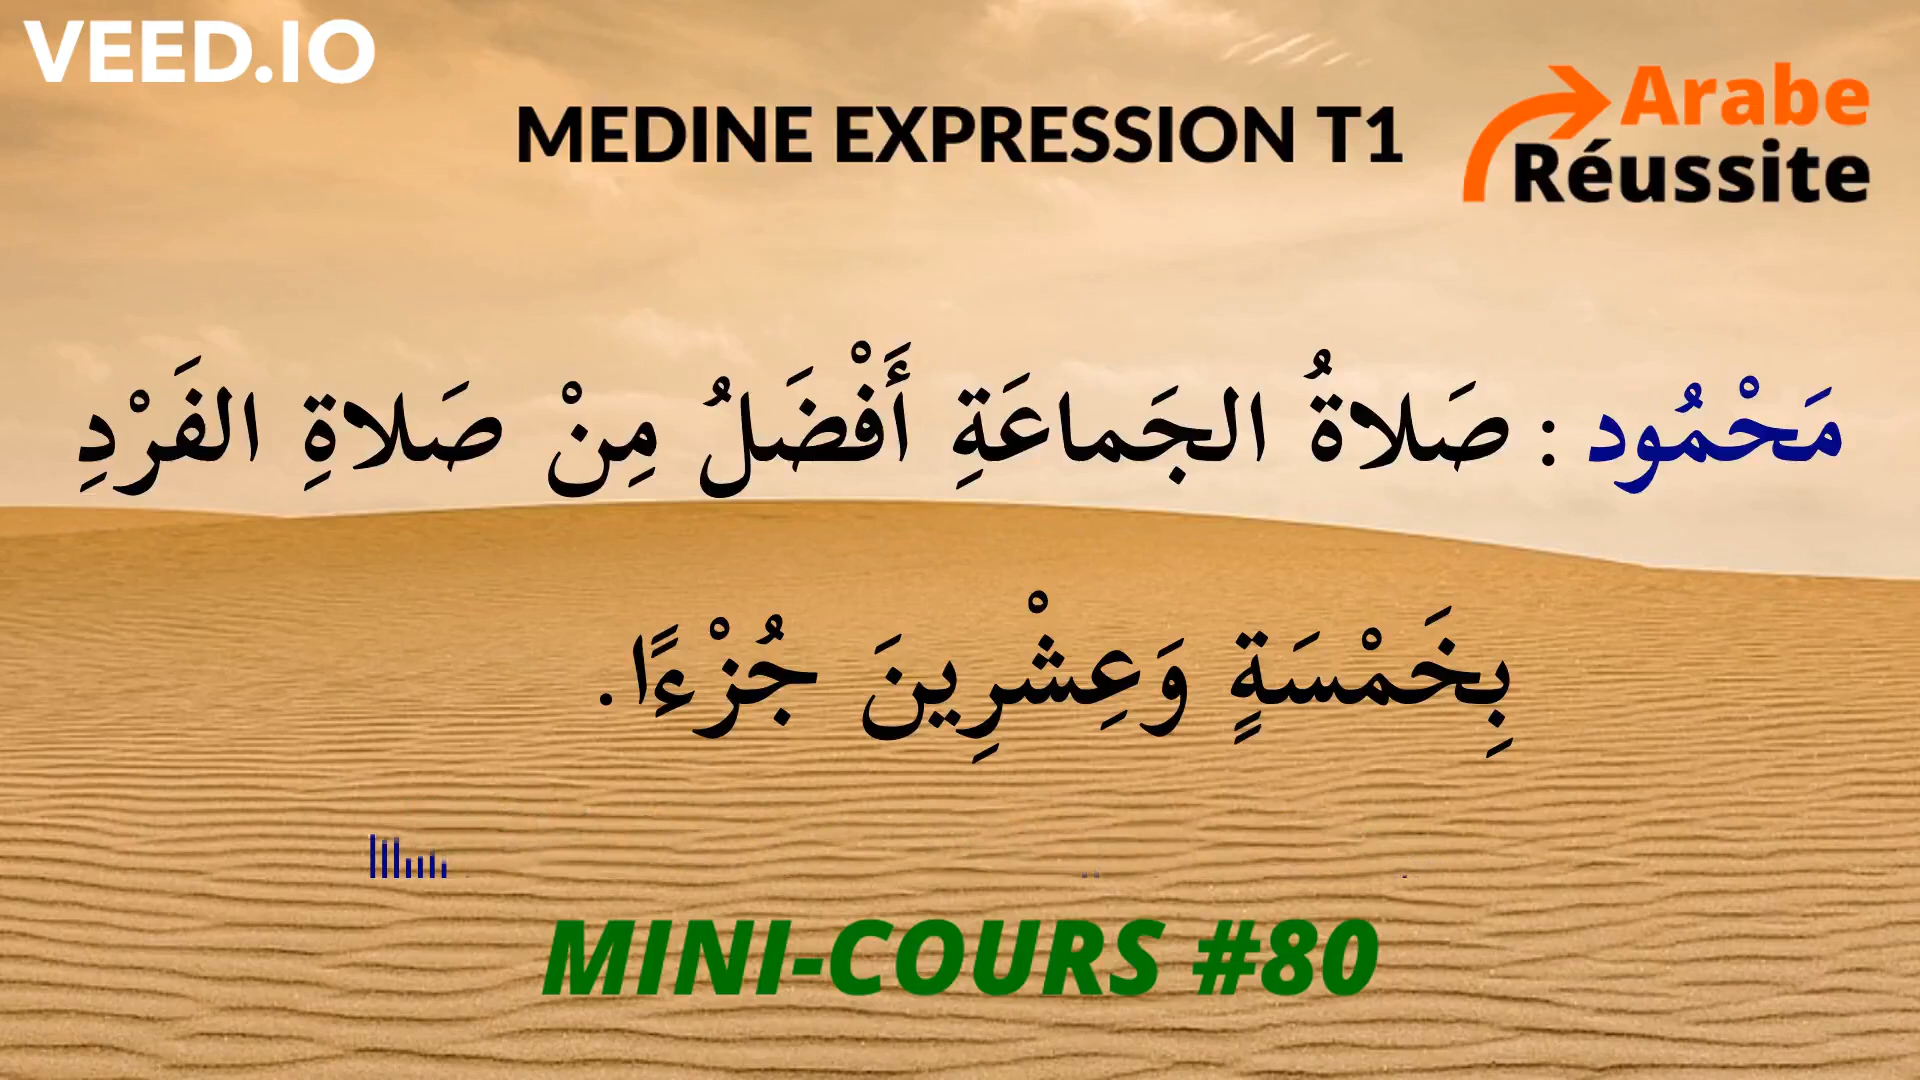 VEED.IO
MEDINE EXPRESSION T1
Arabe
Réussite
مَحْمُود : صَلاةُ الجَماعَةِ أَفْضَلُ مِنْ صَلاةِ الفَرْدِ
بِخَمْسَةٍ وَعِشْرِينَ جُزْءًا.
MINI-COURS #80